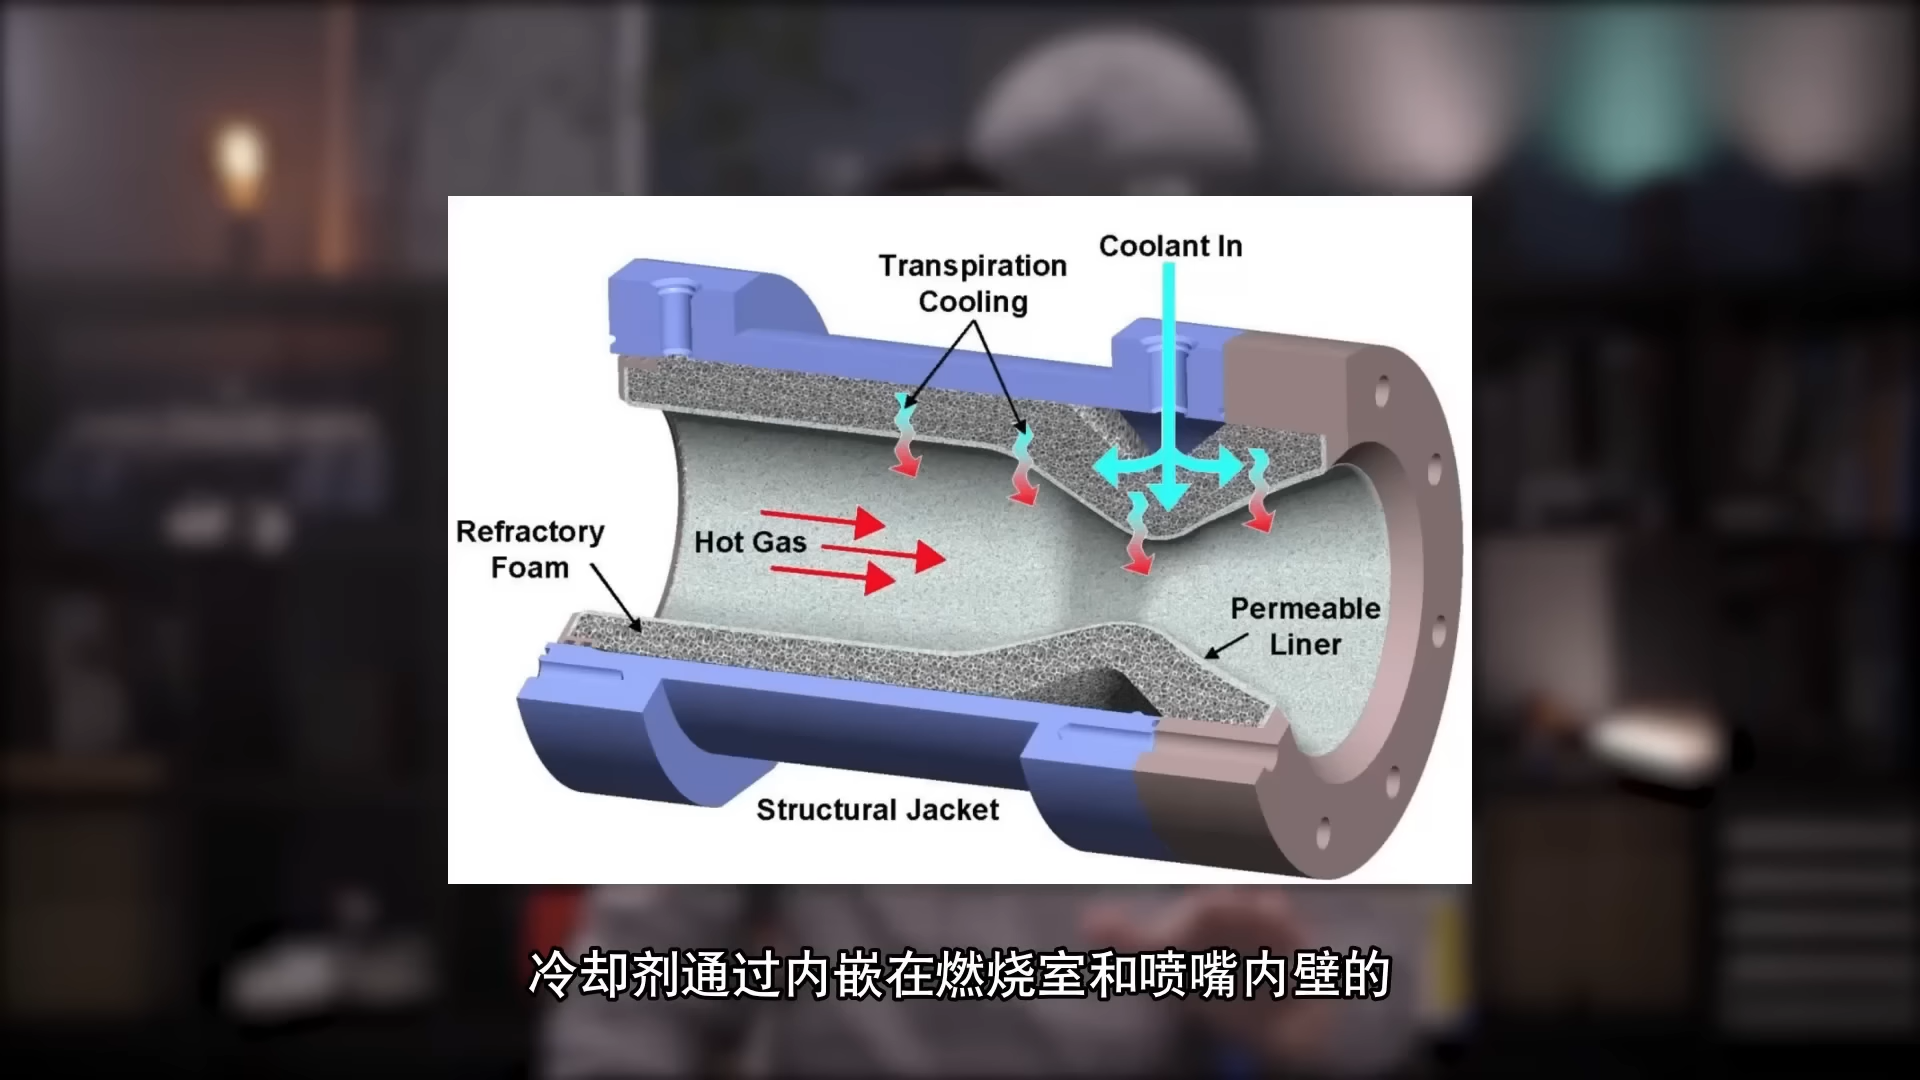 Coolant In
Transpiration
Cooling
Refractory
Foam
Hot Gas
Permeable
Liner
Structural Jacket
冷却剂通过内嵌在燃烧室和喷嘴内壁的